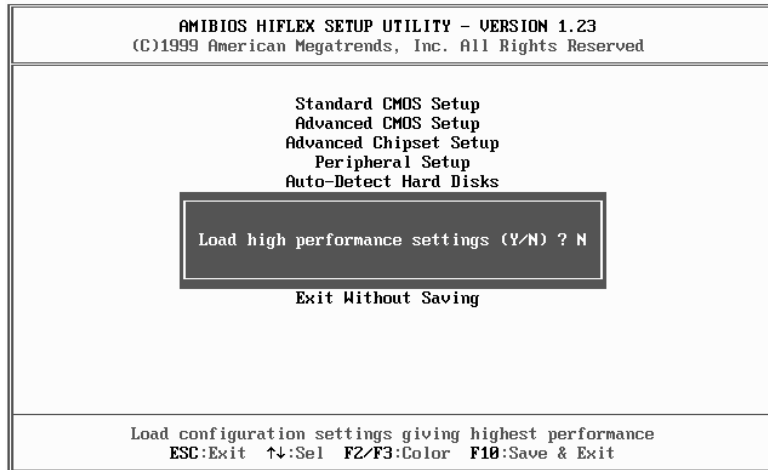 AMIBIOS HIFLEX SETUP UTILITY - VERSION 1.23
(C)1999 American Megatrends, Inc. All Rights Reserved
Standard CMOS Setup
Advanced CMOS Setup
Advanced Chipset Setup
Peripheral Setup
Auto-Detect Hard Disks
Load high performance settings (Y/N) ? N
Exit Without Saving
Load configuration settings giving highest performance
ESC:Exit ↑↓:Sel F2/F3:Color F10:Save & Exit